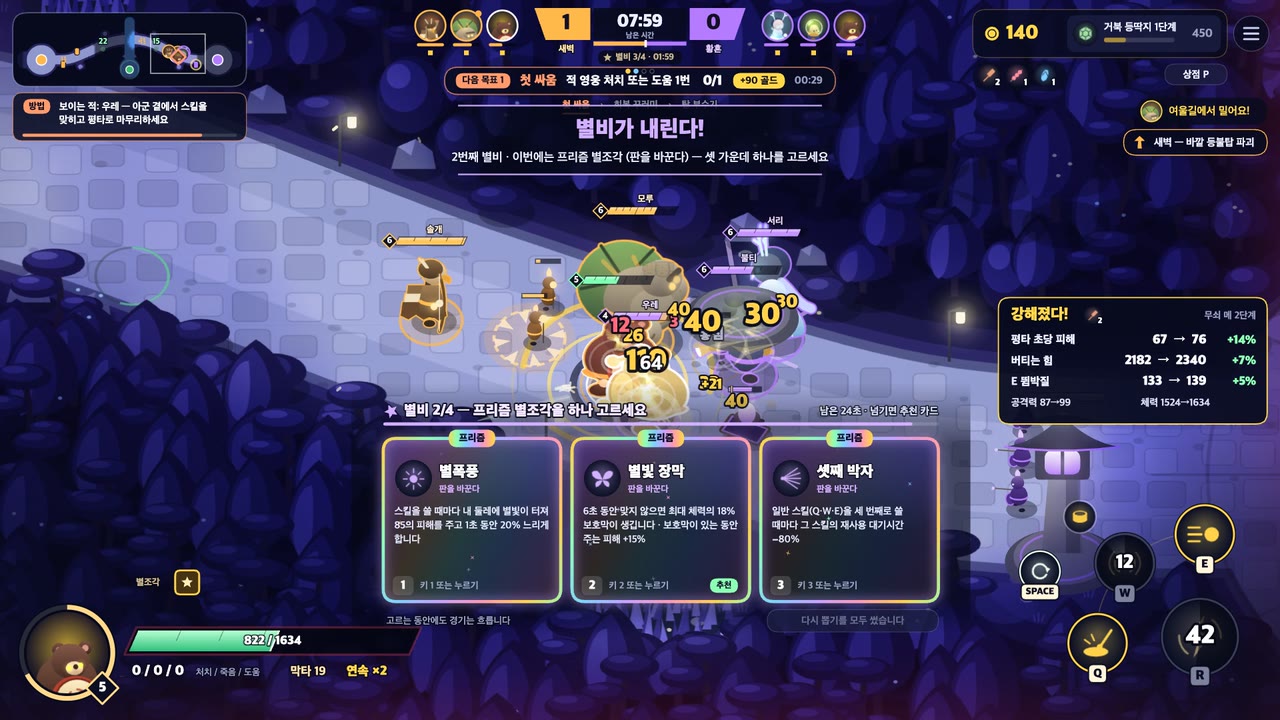 22
15
8
방법
보이는 적: 우레 — 아군 곁에서 스킬을
맞히고 평타로 마무리하세요
1
새벽
07:59
남은 시간
0
황혼
★ 별비 3/4 · 01:59
다음 목표 1
첫 싸움
적 영웅 처치 또는 도움 1번
0/1
+90 골드
00:29
별비가 내린다!
2번째 별비 · 이번에는 프리즘 별조각 (판을 바꾼다) — 셋 가운데 하나를 고르세요
140
거북 등딱지 1단계
450
2
1
1
상점 P
여울길에서 밀어요!
새벽 — 바깥 등불탑 파괴
6
모루
6
솔개
6
서리
6
불티
5
4
우레
12
26
40
40
30
30
64
321
40
강해졌다!
2
무쇠 메 2단계
평타 초당 피해
67 → 76
+14%
버티는 힘
2182 → 2340
+7%
E 뜀박질
133 → 139
+5%
공격력 87→99
체력 1524→1634
별비 2/4 — 프리즘 별조각을 하나 고르세요
남은 24초 · 넘기면 추천 카드
프리즘
별폭풍
판을 바꾼다
스킬을 쓸 때마다 내 둘레에 별빛이 터져
85의 피해를 주고 1초 동안 20% 느리게
합니다
1
키 1 또는 누르기
프리즘
별빛 장막
판을 바꾼다
6초 동안 맞지 않으면 최대 체력의 18%
보호막이 생깁니다 · 보호막이 있는 동안
주는 피해 +15%
2
키 2 또는 누르기
추천
프리즘
셋째 박자
판을 바꾼다
일반 스킬(Q·W·E)을 세 번째로 쓸
때마다 그 스킬의 재사용 대기시간
−80%
3
키 3 또는 누르기
고르는 동안에도 경기는 흐릅니다
다시 뽑기를 모두 썼습니다
별조각
822 / 1634
5
0 / 0 / 0
처치 / 죽음 / 도움
막타 19
연속 ×2
SPACE
12
W
E
Q
42
R